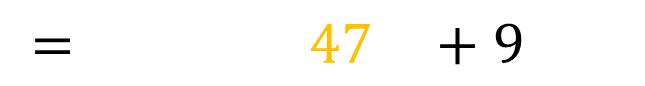 = 47 + 9